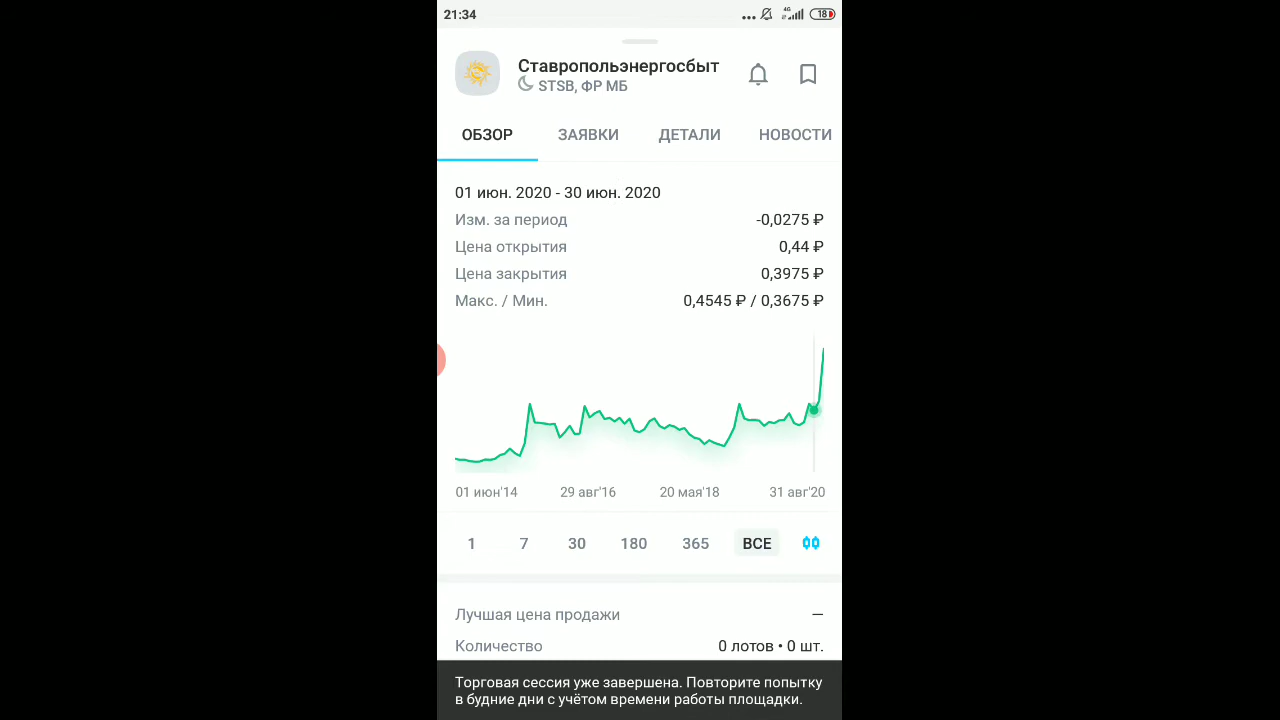 21:34
4G
18
Ставропольэнергосбыт
STSB, ФР МБ
ОБЗОР ЗАЯВКИ ДЕТАЛИ НОВОСТИ
01 июн. 2020 - 30 июн. 2020
Изм. за период -0,0275 ₽
Цена открытия 0,44 ₽
Цена закрытия 0,3975 ₽
Макс. / Мин. 0,4545 ₽ / 0,3675 ₽
01 июн'14 29 авг'16 20 мая'18 31 авг'20
1 7 30 180 365 ВСЕ
Лучшая цена продажи —
Количество 0 лотов • 0 шт.
Торговая сессия уже завершена. Повторите попытку
в будние дни с учётом времени работы площадки.